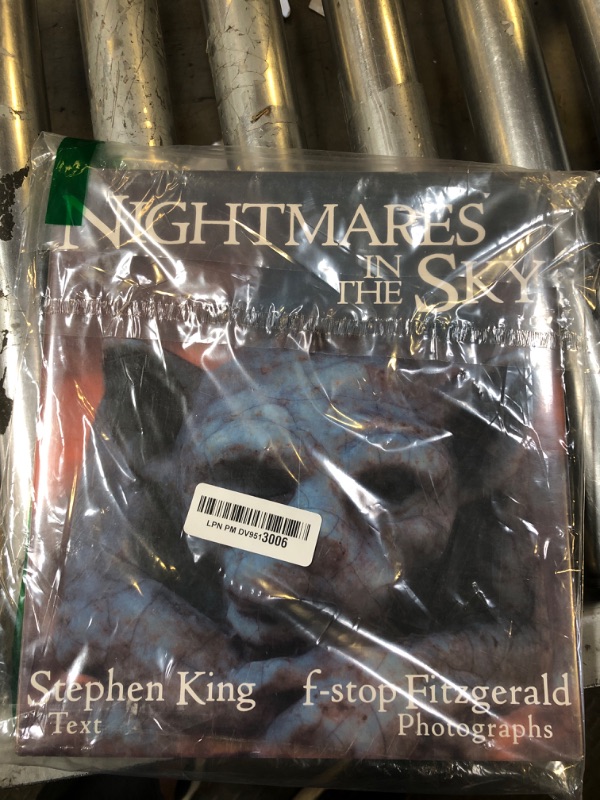 NIGHTMARES
IN
THE SKY
LPN PM DV9513006
Stephen King f-stop Fitzgerald
Text Photographs